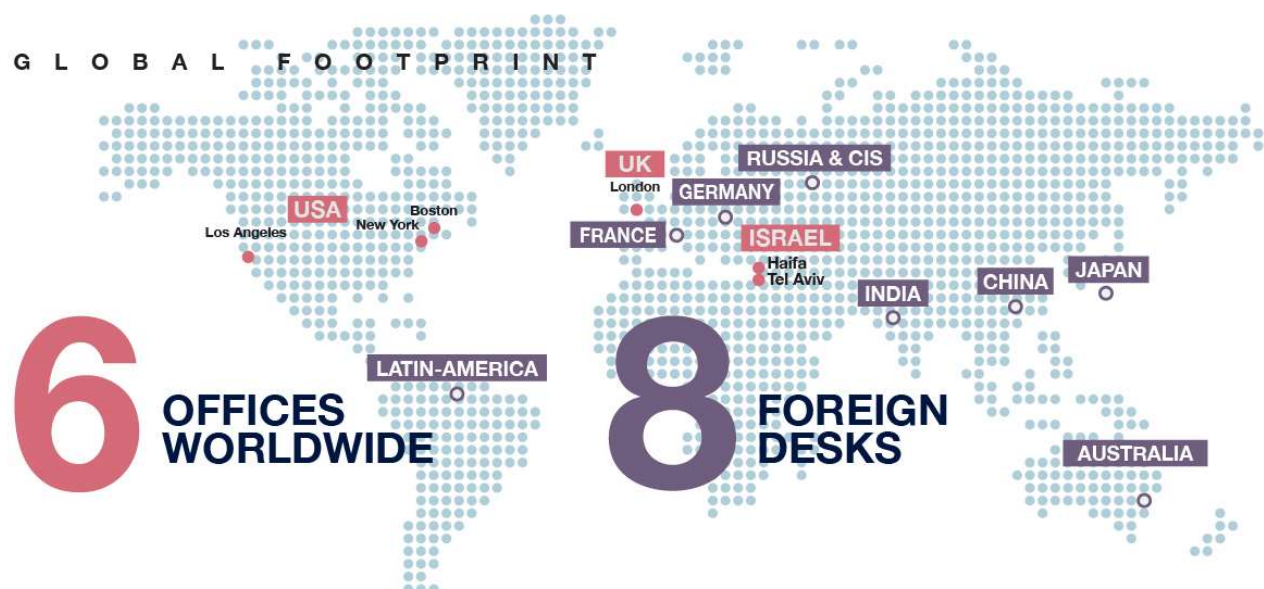 GLOBAL FOOTPRINT
UK
London
RUSSIA & CIS
GERMANY
USA
Boston
New York
Los Angeles
FRANCE
ISRAEL
Haifa
Tel Aviv
INDIA
CHINA
JAPAN
LATIN-AMERICA
6
OFFICES
WORLDWIDE
8
FOREIGN
DESKS
AUSTRALIA